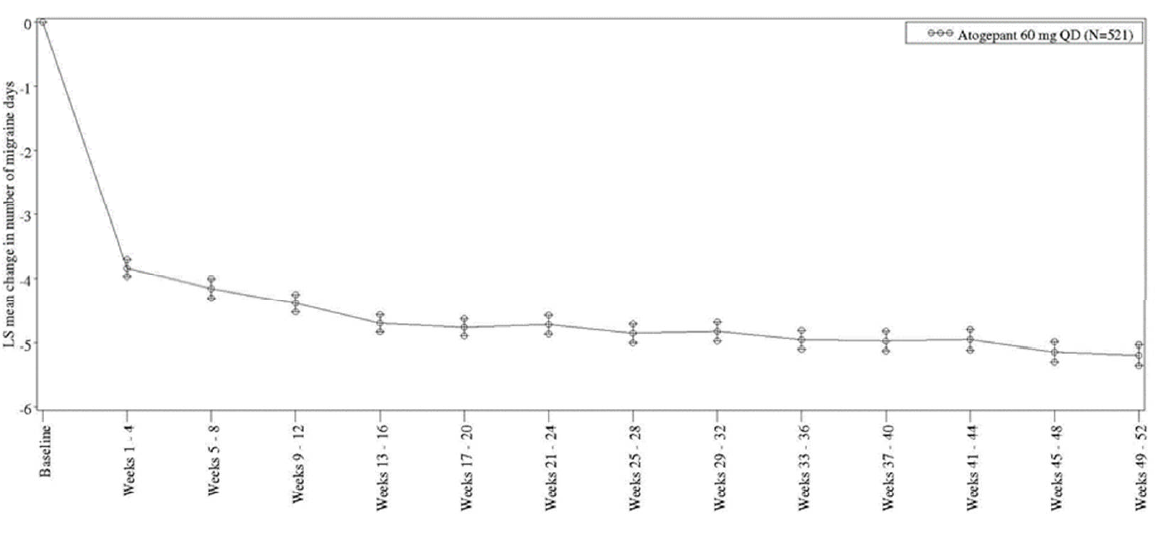 Atogepant 60 mg QD (N=521)
LS mean change in number of migraine days
0
-1
-2
-3
-4
-5
-6
Baseline
Weeks 1 - 4
Weeks 5 - 8
Weeks 9 - 12
Weeks 13 - 16
Weeks 17 - 20
Weeks 21 - 24
Weeks 25 - 28
Weeks 29 - 32
Weeks 33 - 36
Weeks 37 - 40
Weeks 41 - 44
Weeks 45 - 48
Weeks 49 - 52